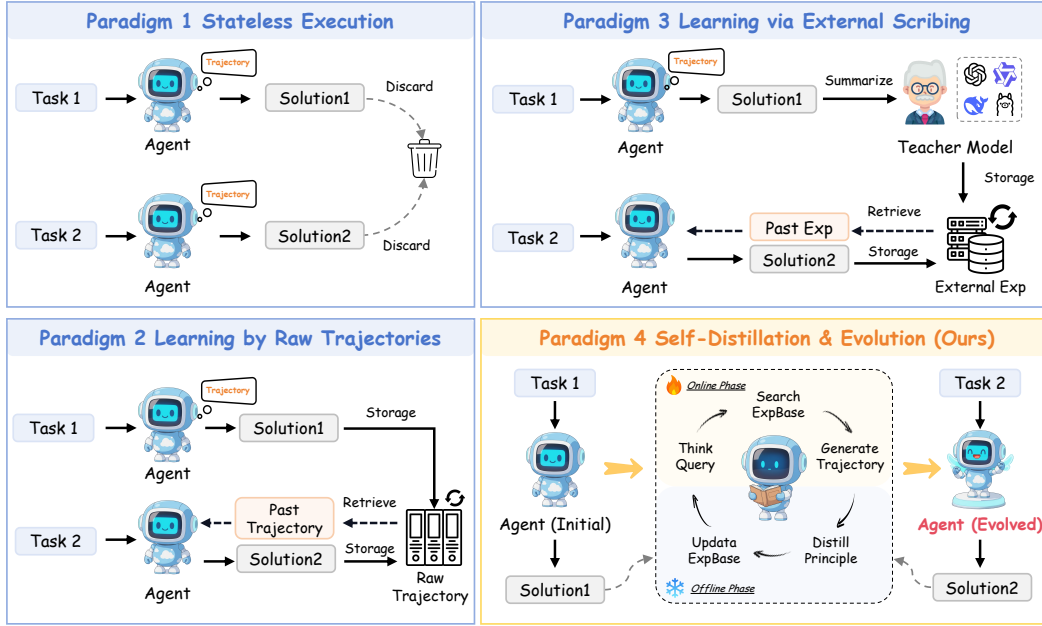 Paradigm 1 Stateless Execution
Task 1
Trajectory
Agent
Solution1
Discard
Task 2
Trajectory
Agent
Solution2
Discard
Paradigm 3 Learning via External Scribing
Task 1
Trajectory
Agent
Solution1
Summarize
Teacher Model
Storage
Task 2
Agent
Past Exp
Retrieve
Solution2
Storage
External Exp
Paradigm 2 Learning by Raw Trajectories
Task 1
Trajectory
Agent
Solution1
Storage
Task 2
Agent
Past
Trajectory
Retrieve
Solution2
Storage
Raw
Trajectory
Paradigm 4 Self-Distillation & Evolution (Ours)
Task 1
Agent (Initial)
Solution1
Online Phase
Search
ExpBase
Think
Query
Generate
Trajectory
Updata
ExpBase
Distill
Principle
Offline Phase
Task 2
Agent (Evolved)
Solution2